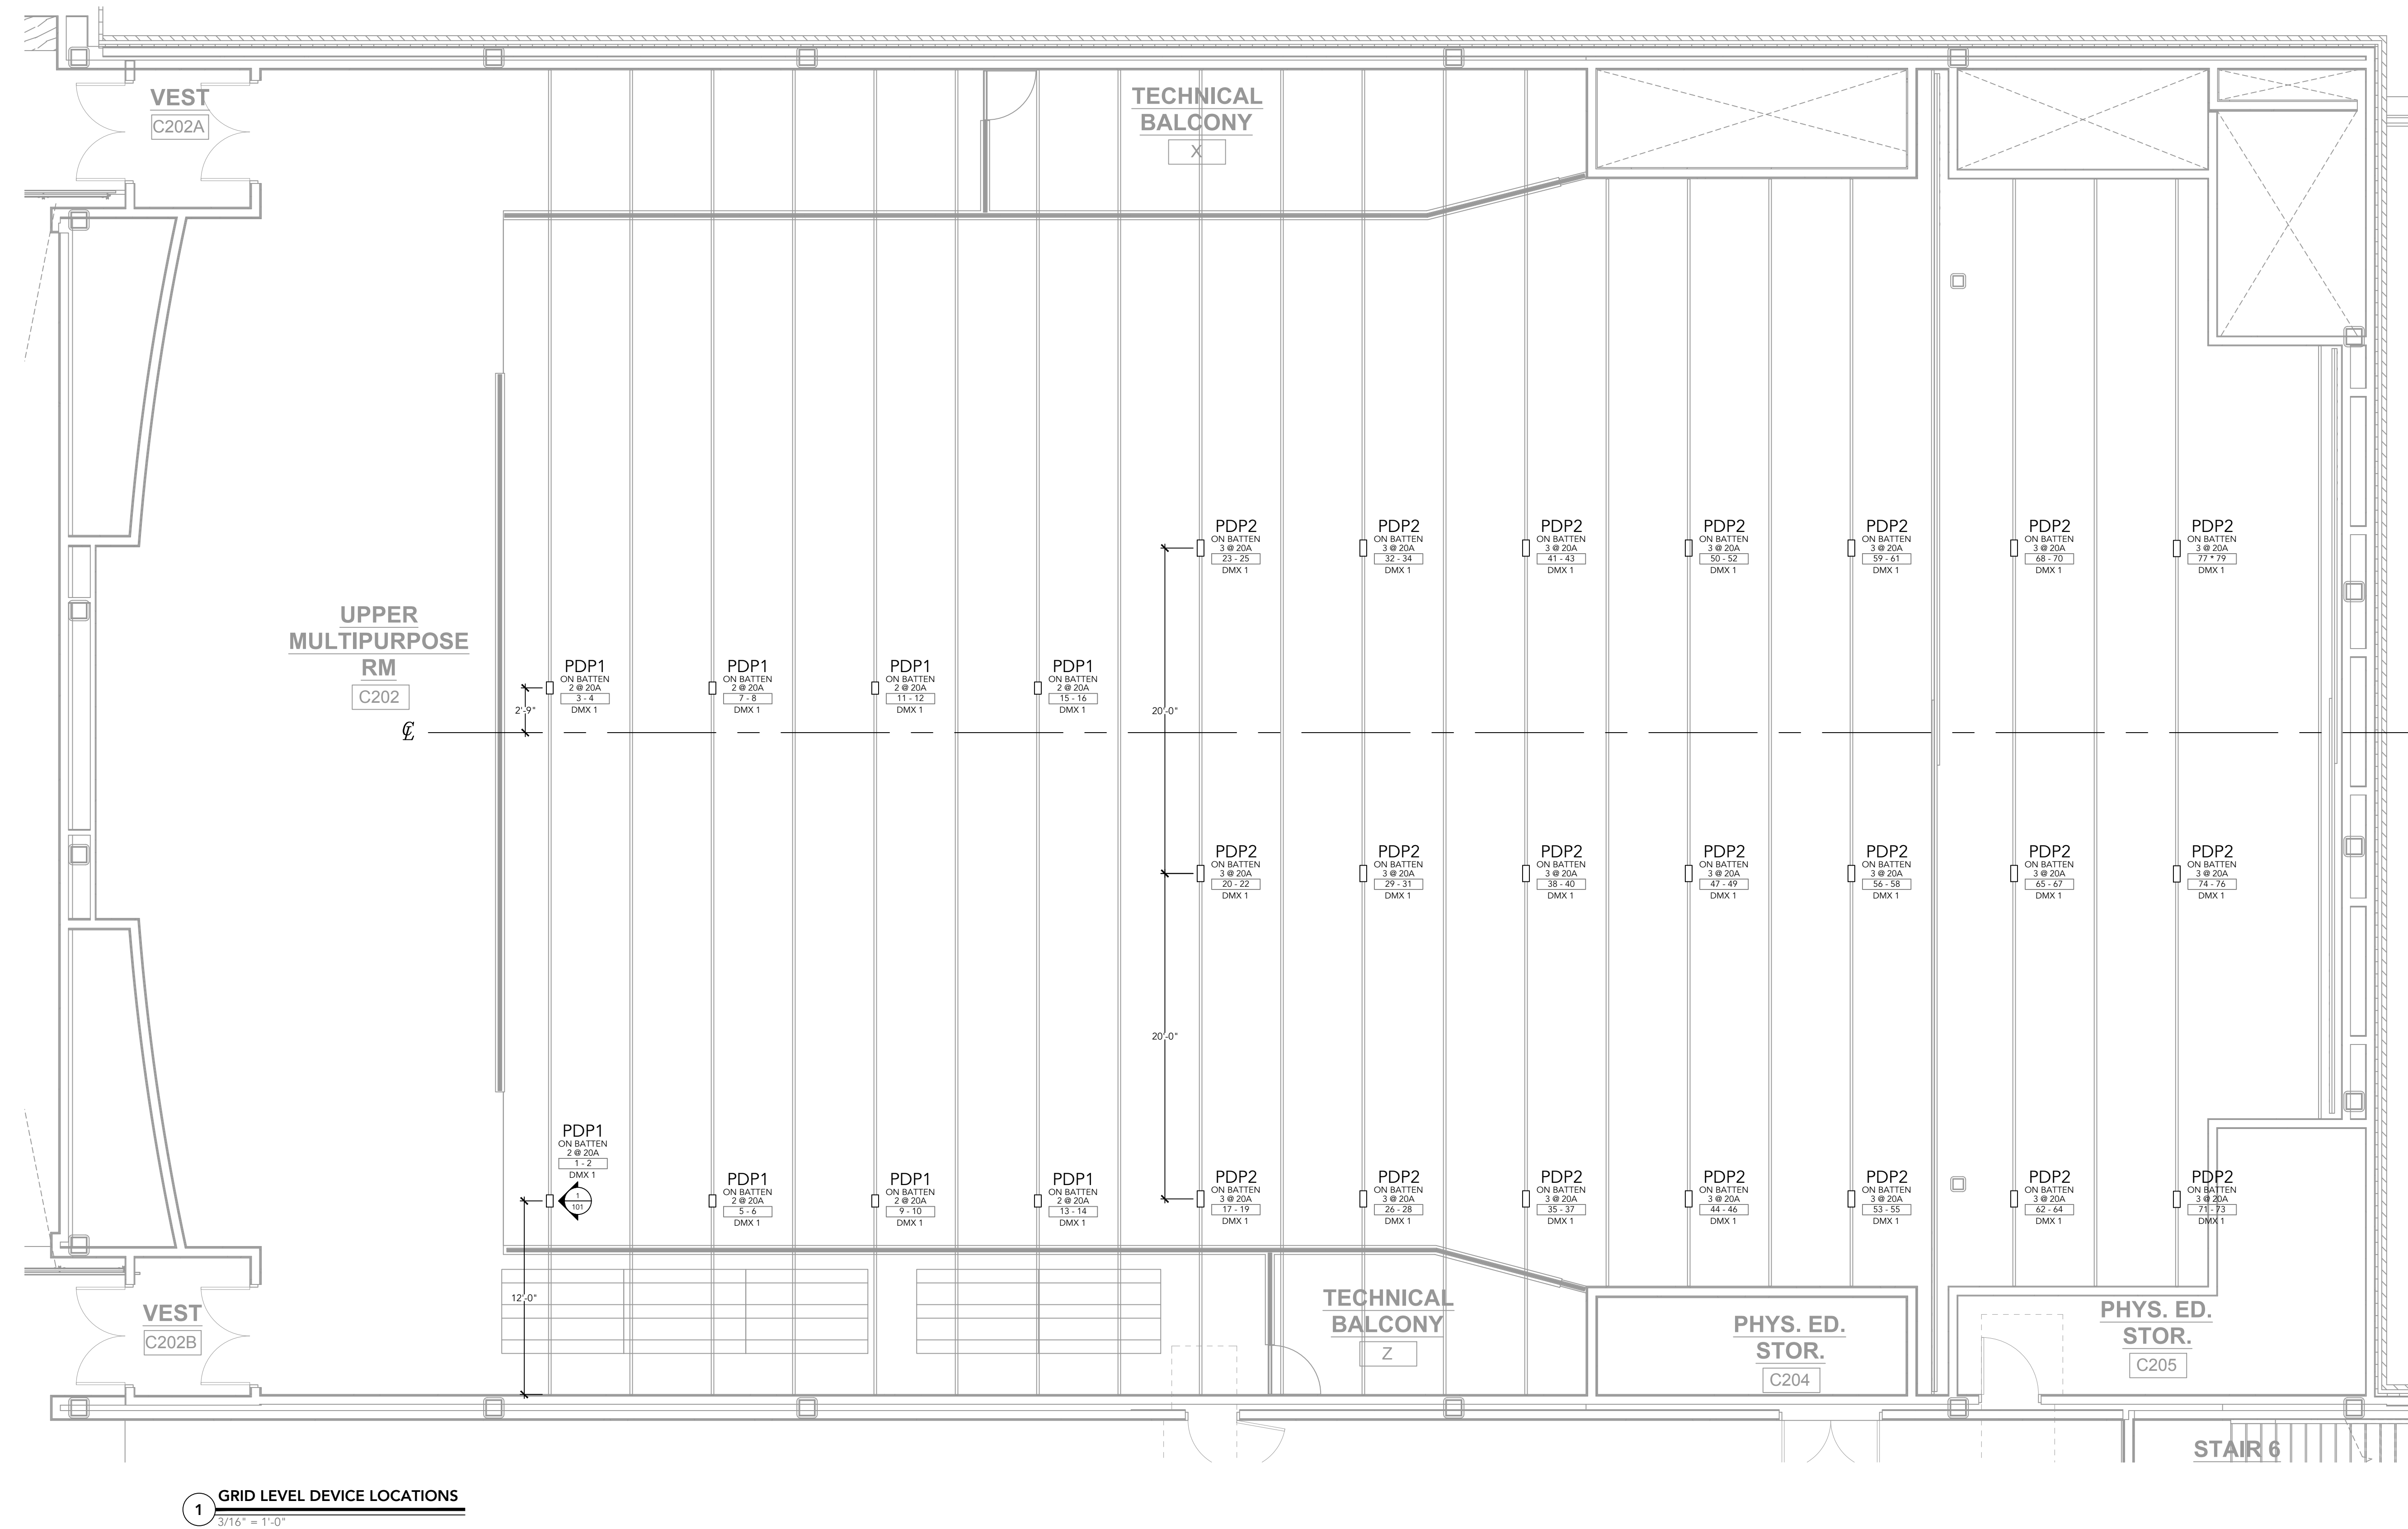 VEST
C202A
TECHNICAL
BALCONY
X
PDP2
ON BATTEN
3 @ 20A
23 - 25
DMX 1
PDP2
ON BATTEN
3 @ 20A
32 - 34
DMX 1
PDP2
ON BATTEN
3 @ 20A
41 - 43
DMX 1
PDP2
ON BATTEN
3 @ 20A
50 - 52
DMX 1
PDP2
ON BATTEN
3 @ 20A
59 - 61
DMX 1
PDP2
ON BATTEN
3 @ 20A
68 - 70
DMX 1
PDP2
ON BATTEN
3 @ 20A
77 * 79
DMX 1
UPPER
MULTIPURPOSE
RM
C202
PDP1
ON BATTEN
2 @ 20A
3 - 4
DMX 1
PDP1
ON BATTEN
2 @ 20A
7 - 8
DMX 1
PDP1
ON BATTEN
2 @ 20A
11 - 12
DMX 1
PDP1
ON BATTEN
2 @ 20A
15 - 16
DMX 1
2'-9"
20'-0"
℄
PDP2
ON BATTEN
3 @ 20A
20 - 22
DMX 1
PDP2
ON BATTEN
3 @ 20A
29 - 31
DMX 1
PDP2
ON BATTEN
3 @ 20A
38 - 40
DMX 1
PDP2
ON BATTEN
3 @ 20A
47 - 49
DMX 1
PDP2
ON BATTEN
3 @ 20A
56 - 58
DMX 1
PDP2
ON BATTEN
3 @ 20A
65 - 67
DMX 1
PDP2
ON BATTEN
3 @ 20A
74 - 76
DMX 1
20'-0"
PDP1
ON BATTEN
2 @ 20A
1 - 2
DMX 1
1
101
PDP1
ON BATTEN
2 @ 20A
5 - 6
DMX 1
PDP1
ON BATTEN
2 @ 20A
9 - 10
DMX 1
PDP1
ON BATTEN
2 @ 20A
13 - 14
DMX 1
PDP2
ON BATTEN
3 @ 20A
17 - 19
DMX 1
PDP2
ON BATTEN
3 @ 20A
26 - 28
DMX 1
PDP2
ON BATTEN
3 @ 20A
35 - 37
DMX 1
PDP2
ON BATTEN
3 @ 20A
44 - 46
DMX 1
PDP2
ON BATTEN
3 @ 20A
53 - 55
DMX 1
PDP2
ON BATTEN
3 @ 20A
62 - 64
DMX 1
PDP2
ON BATTEN
3 @ 20A
71 - 73
DMX 1
12'-0"
VEST
C202B
TECHNICAL
BALCONY
Z
PHYS. ED.
STOR.
C204
PHYS. ED.
STOR.
C205
STAIR 6
1
GRID LEVEL DEVICE LOCATIONS
3/16" = 1'-0"